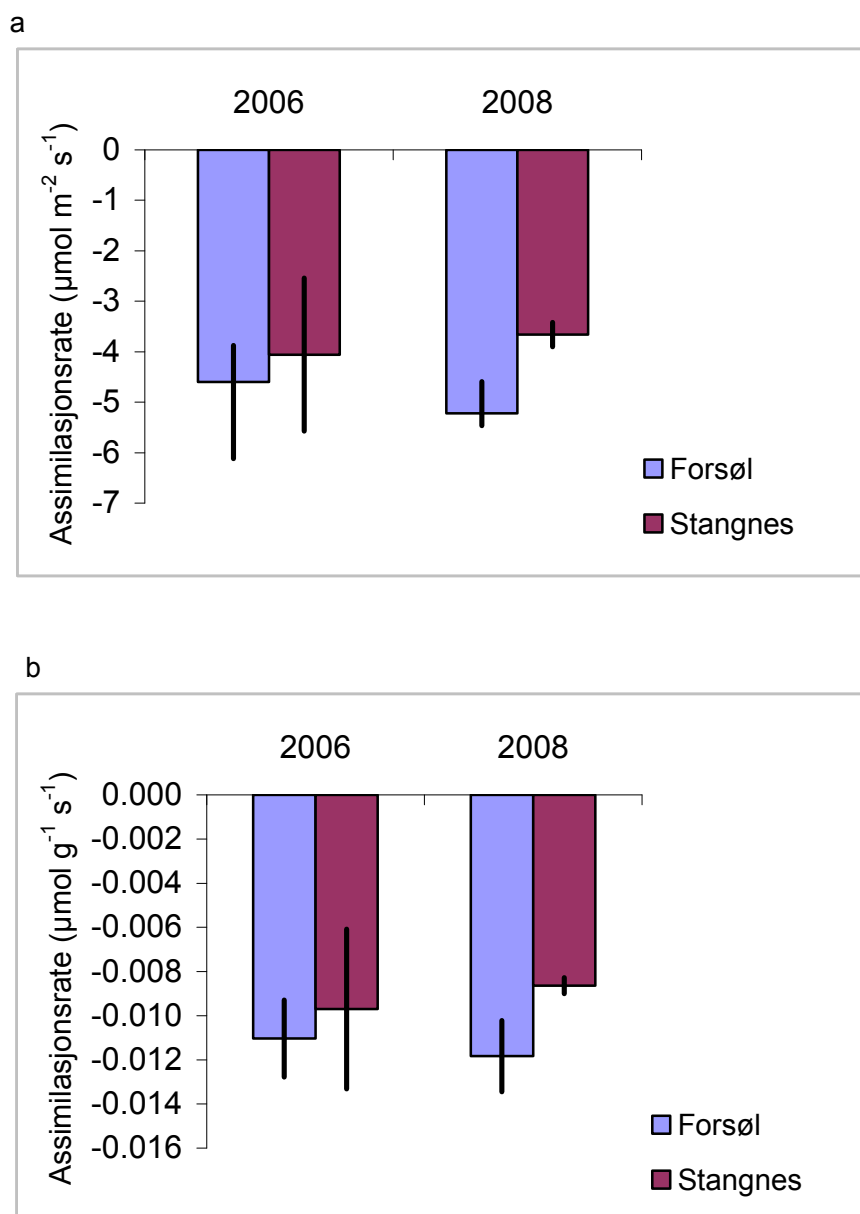 a
2006 2008
Assimilasjonsrate (µmol m⁻² s⁻¹)
0
-1
-2
-3
-4
-5
-6
-7
Forsøl
Stangnes
b
2006 2008
Assimilasjonsrate (µmol g⁻¹ s⁻¹)
0.000
-0.002
-0.004
-0.006
-0.008
-0.010
-0.012
-0.014
-0.016
Forsøl
Stangnes